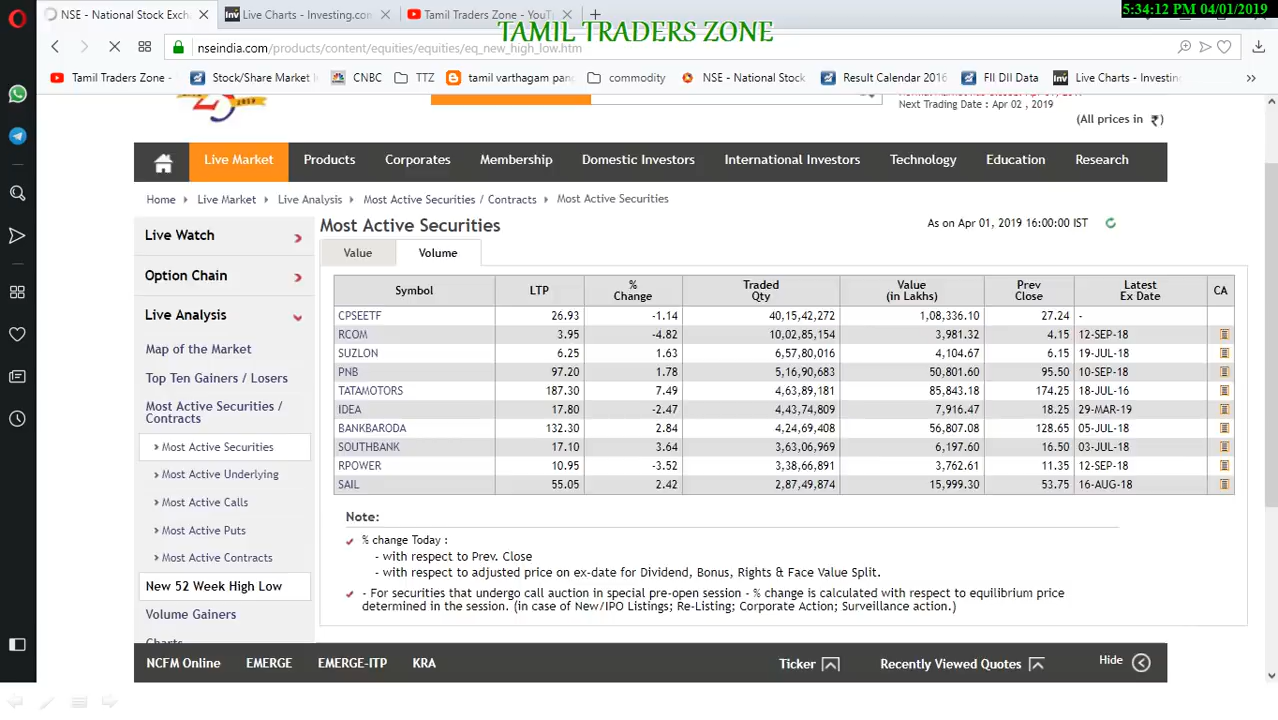 NSE - National Stock Exch
Live Charts - Investing.com
Tamil Traders Zone - YouT
5:34:12 PM 04/01/2019
TAMIL TRADERS ZONE
nseindia.com/products/content/equities/equities/eq_new_high_low.htm
Tamil Traders Zone -
Stock/Share Market
CNBC
TTZ
tamil varthagam pan
commodity
NSE - National Stock
Result Calendar 2016
FII DII Data
Live Charts - Investin
Next Trading Date : Apr 02 , 2019
(All prices in ₹)
Live Market
Products
Corporates
Membership
Domestic Investors
International Investors
Technology
Education
Research
Home
Live Market
Live Analysis
Most Active Securities / Contracts
Most Active Securities
Live Watch
Option Chain
Live Analysis
Map of the Market
Top Ten Gainers / Losers
Most Active Securities /
Contracts
Most Active Securities
Most Active Underlying
Most Active Calls
Most Active Puts
Most Active Contracts
New 52 Week High Low
Volume Gainers
Charts
Most Active Securities
As on Apr 01, 2019 16:00:00 IST
Value
Volume
Symbol LTP % Change Traded Qty Value (in Lakhs) Prev Close Latest Ex Date CA
CPSEETF 26.93 -1.14 40,15,42,272 1,08,336.10 27.24 -
RCOM 3.95 -4.82 10,02,85,154 3,981.32 4.15 12-SEP-18
SUZLON 6.25 1.63 6,57,80,016 4,104.67 6.15 19-JUL-18
PNB 97.20 1.78 5,16,90,683 50,801.60 95.50 10-SEP-18
TATAMOTORS 187.30 7.49 4,63,89,181 85,843.18 174.25 18-JUL-16
IDEA 17.80 -2.47 4,43,74,809 7,916.47 18.25 29-MAR-19
BANKBARODA 132.30 2.84 4,24,69,408 56,807.08 128.65 05-JUL-18
SOUTHBANK 17.10 3.64 3,63,06,969 6,197.60 16.50 03-JUL-18
RPOWER 10.95 -3.52 3,38,66,891 3,762.61 11.35 12-SEP-18
SAIL 55.05 2.42 2,87,49,874 15,999.30 53.75 16-AUG-18
Note:
% change Today :
- with respect to Prev. Close
- with respect to adjusted price on ex-date for Dividend, Bonus, Rights & Face Value Split.
- For securities that undergo call auction in special pre-open session - % change is calculated with respect to equilibrium price
determined in the session. (in case of New/IPO Listings; Re-Listing; Corporate Action; Surveillance action.)
NCFM Online
EMERGE
EMERGE-ITP
KRA
Ticker
Recently Viewed Quotes
Hide